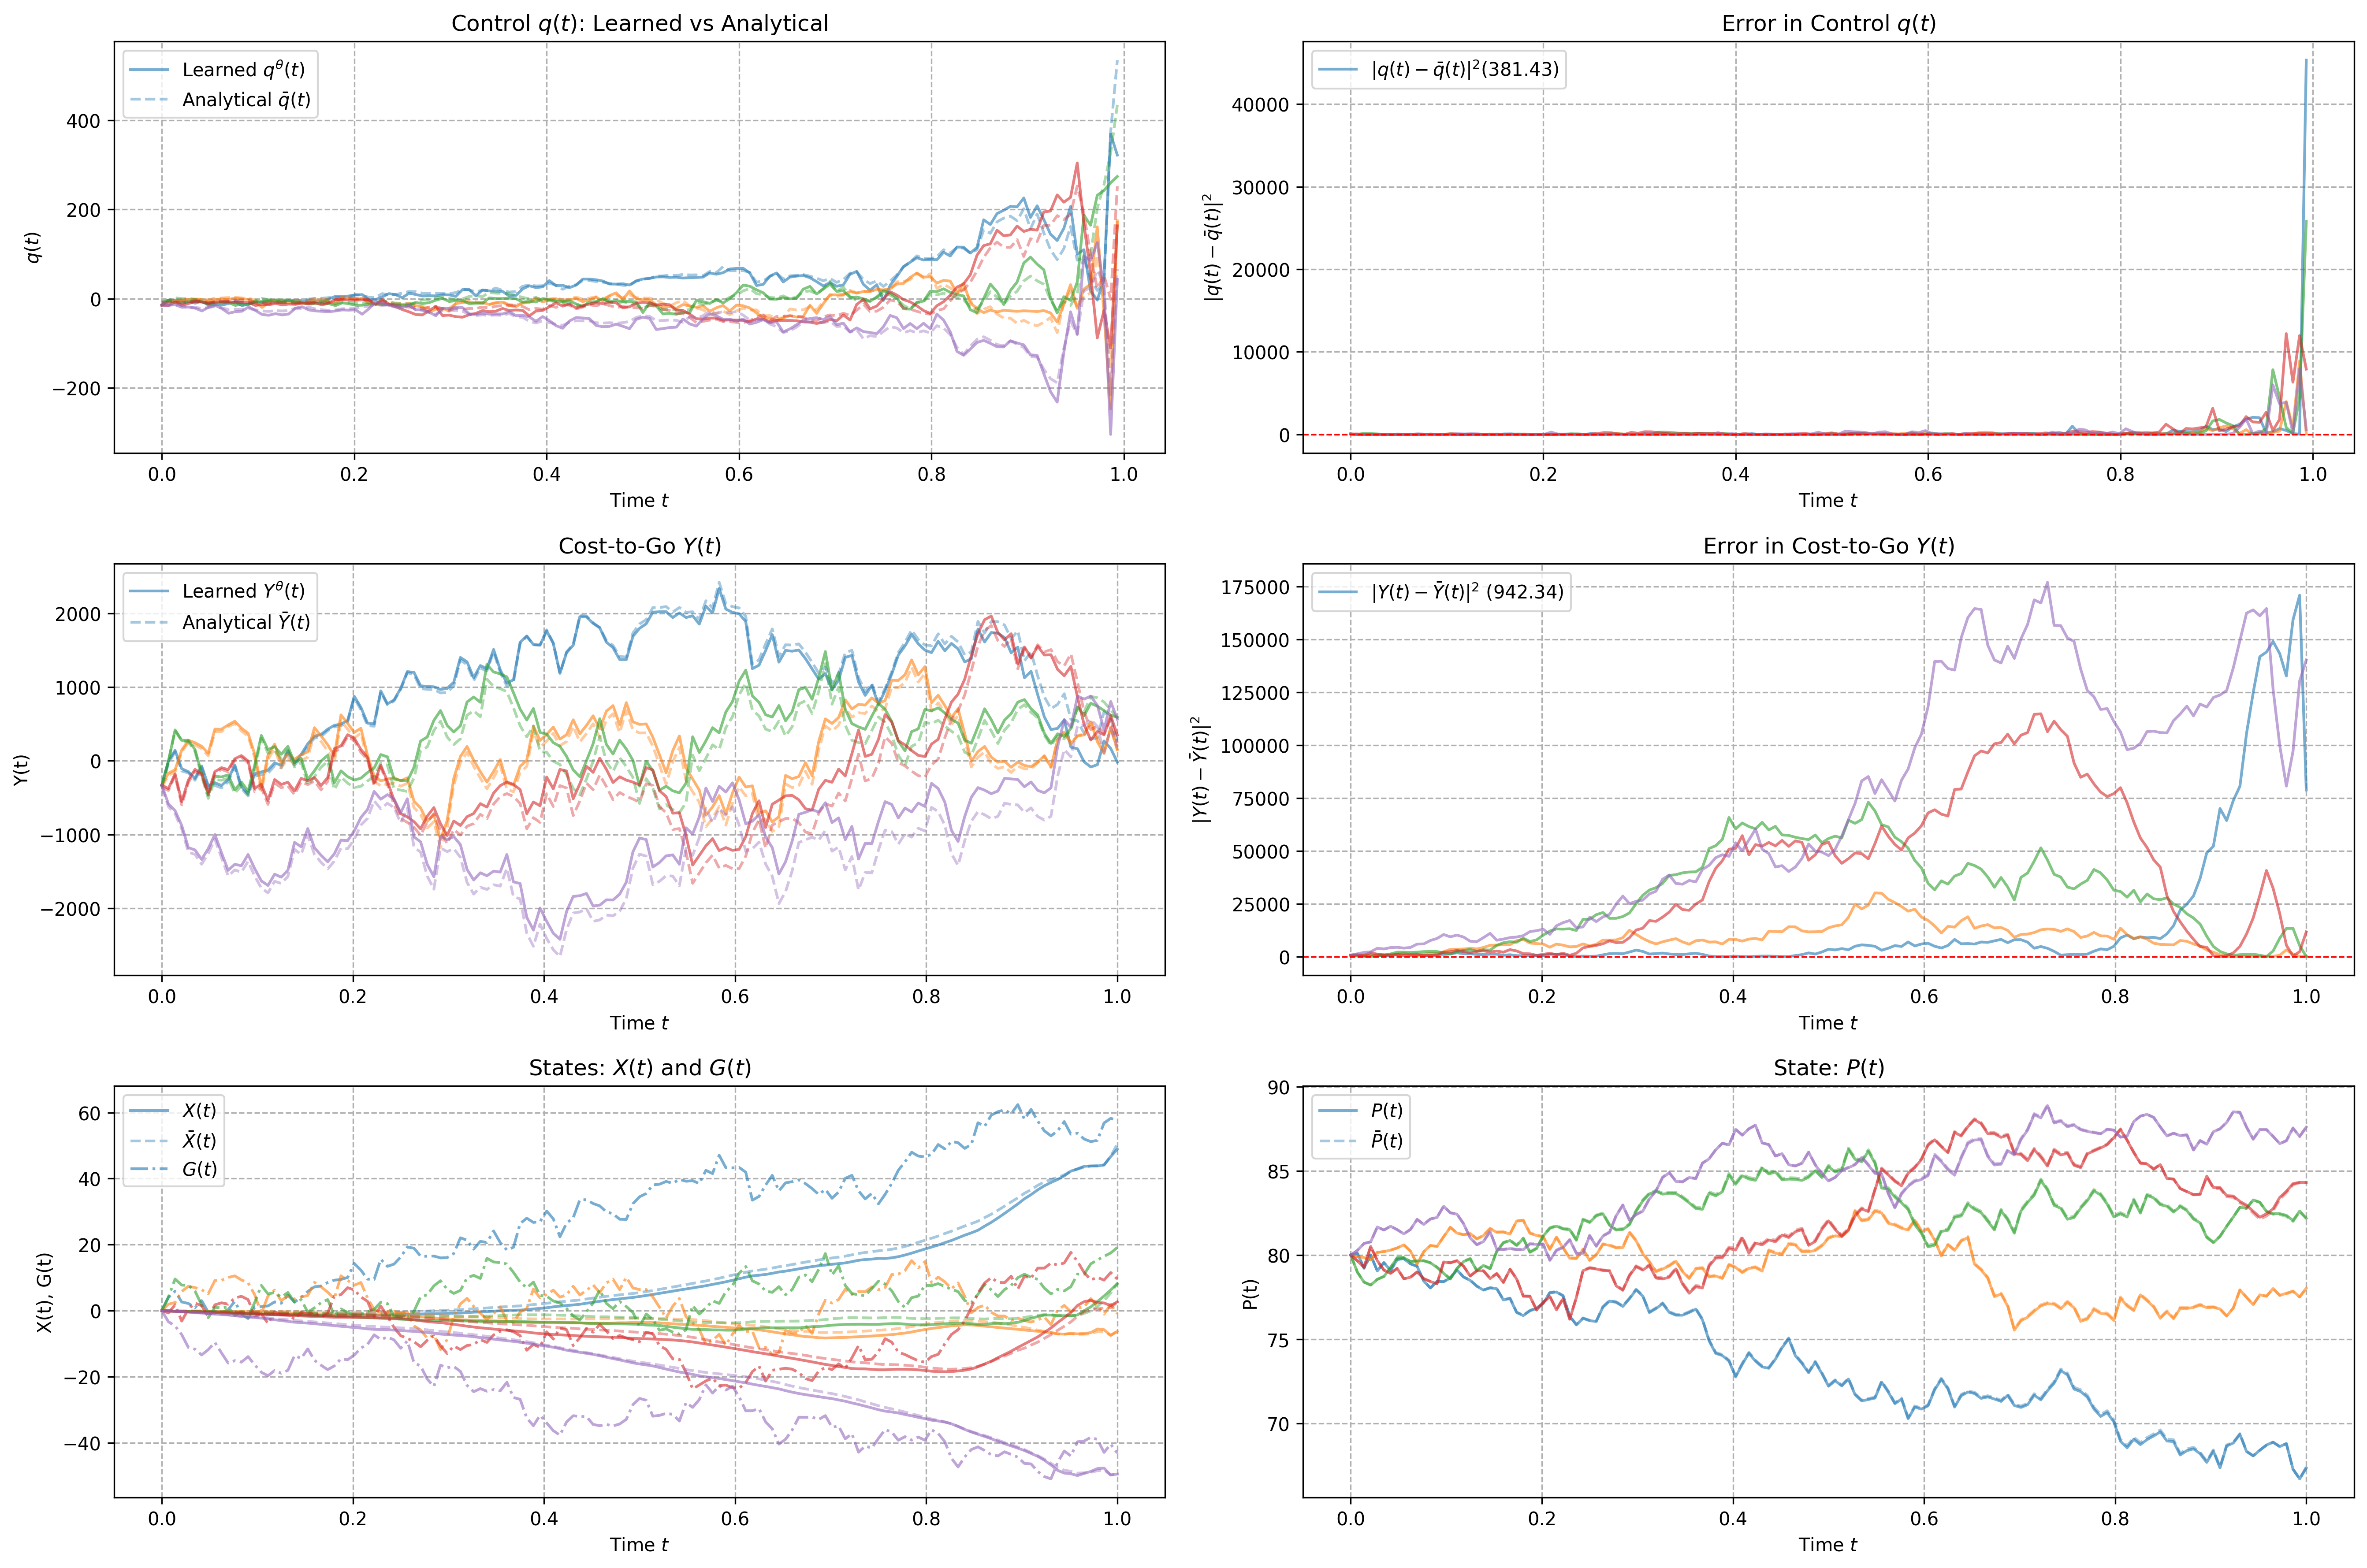 Control q(t): Learned vs Analytical
Learned q^θ(t)
Analytical q̄(t)
400
200
0
−200
q(t)
0.0 0.2 0.4 0.6 0.8 1.0
Time t
Error in Control q(t)
|q(t) − q̄(t)|²(381.43)
40000
30000
20000
10000
0
|q(t) − q̄(t)|²
0.0 0.2 0.4 0.6 0.8 1.0
Time t
Cost-to-Go Y(t)
Learned Y^θ(t)
Analytical Ȳ(t)
2000
1000
0
−1000
−2000
Y(t)
0.0 0.2 0.4 0.6 0.8 1.0
Time t
Error in Cost-to-Go Y(t)
|Y(t) − Ȳ(t)|² (942.34)
175000
150000
125000
100000
75000
50000
25000
0
|Y(t) − Ȳ(t)|²
0.0 0.2 0.4 0.6 0.8 1.0
Time t
States: X(t) and G(t)
X(t)
X̄(t)
G(t)
60
40
20
0
−20
−40
X(t), G(t)
0.0 0.2 0.4 0.6 0.8 1.0
Time t
State: P(t)
P(t)
P̄(t)
90
85
80
75
70
P(t)
0.0 0.2 0.4 0.6 0.8 1.0
Time t